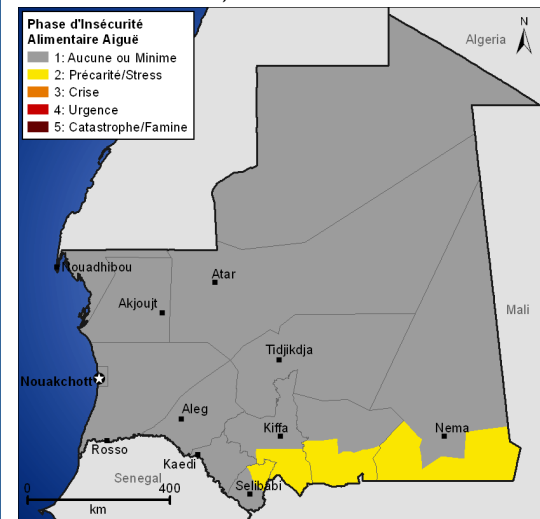 Phase d'Insécurité
Alimentaire Aiguë
1: Aucune ou Minime
2: Précarité/Stress
3: Crise
4: Urgence
5: Catastrophe/Famine
N
Algeria
Nouadhibou
Atar
Akjoujt
Mali
Tidjikdja
Nouakchott
Aleg
Kiffa
Nema
Rosso
Kaedi
Senegal
Selibabi
0 400
km